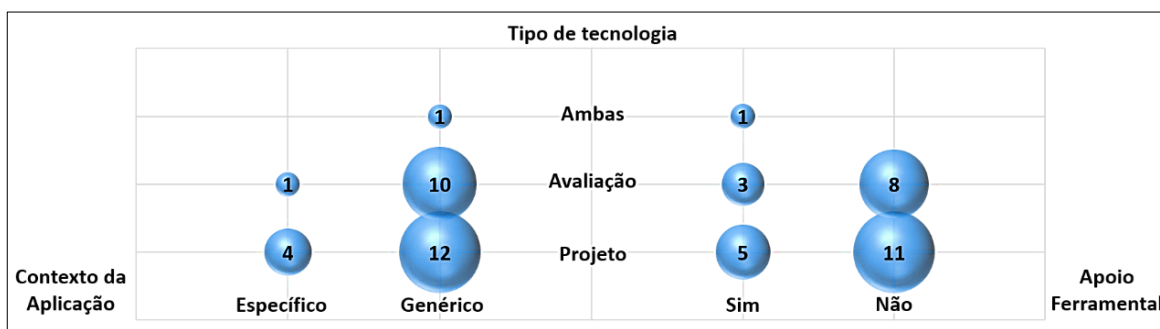 Tipo de tecnologia
1 Ambas 1
1 10 Avaliação 3 8
4 12 Projeto 5 11
Contexto da
Aplicação
Específico Genérico Sim Não
Apoio
Ferramental